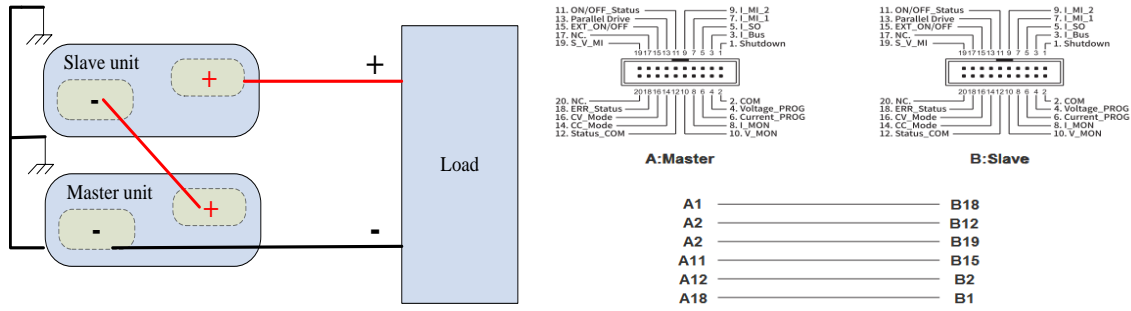 Slave unit
+
-
Master unit
+
-
+
-
Load
11. ON/OFF_Status
13. Parallel Drive
15. EXT_ON/OFF
17. NC.
19. S_V_MI
9. I_MI_2
7. I_MI_1
5. I_SO
3. I_Bus
1. Shutdown
19 17 15 13 11 9 7 5 3 1
20 18 16 14 12 10 8 6 4 2
20. NC.
18. ERR_Status
16. CV_Mode
14. CC_Mode
12. Status_COM
2. COM
4. Voltage_PROG
6. Current_PROG
8. I_MON
10. V_MON
A:Master
11. ON/OFF_Status
13. Parallel Drive
15. EXT_ON/OFF
17. NC.
19. S_V_MI
9. I_MI_2
7. I_MI_1
5. I_SO
3. I_Bus
1. Shutdown
19 17 15 13 11 9 7 5 3 1
20 18 16 14 12 10 8 6 4 2
20. NC.
18. ERR_Status
16. CV_Mode
14. CC_Mode
12. Status_COM
2. COM
4. Voltage_PROG
6. Current_PROG
8. I_MON
10. V_MON
B:Slave
A1 B18
A2 B12
A2 B19
A11 B15
A12 B2
A18 B1